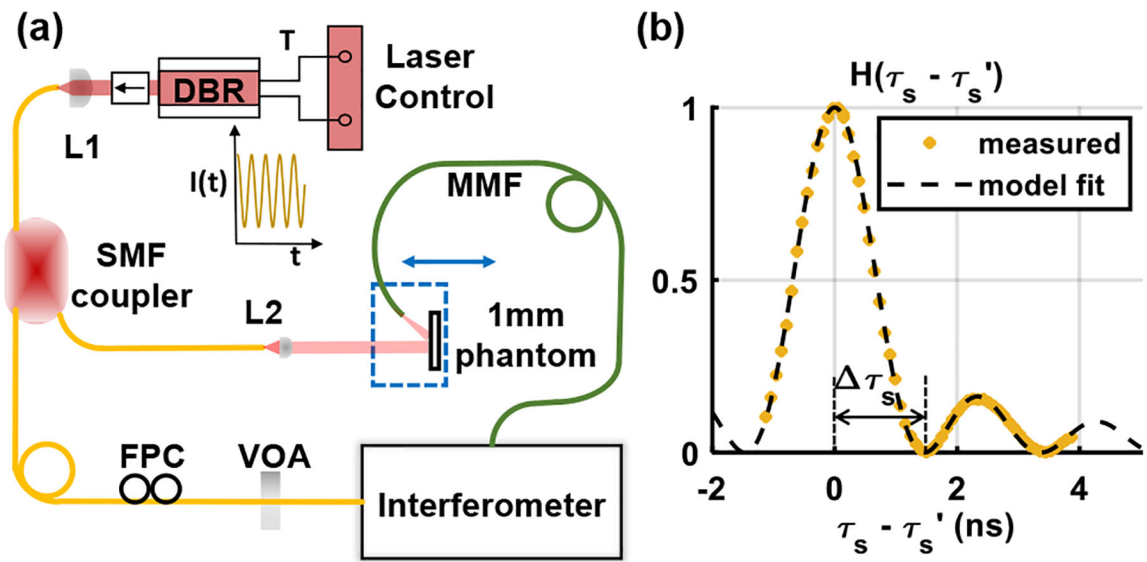 (a)
T
DBR
Laser
Control
L1
I(t)
t
MMF
SMF
coupler
L2
1mm
phantom
FPC
VOA
Interferometer
(b)
H(τs - τs')
measured
model fit
1
0.5
0
Δτs
-2 0 2 4
τs - τs' (ns)